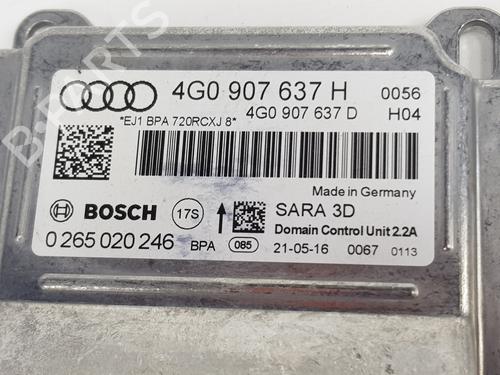 4G0 907 637 H 0056
4G0 907 637 D H04
*EJ1 BPA 720RCXJ 8*
Made in Germany
BOSCH 17S SARA 3D
Domain Control Unit 2.2A
0 265 020 246 BPA 085 21-05-16 0067 0113
B-PARTS